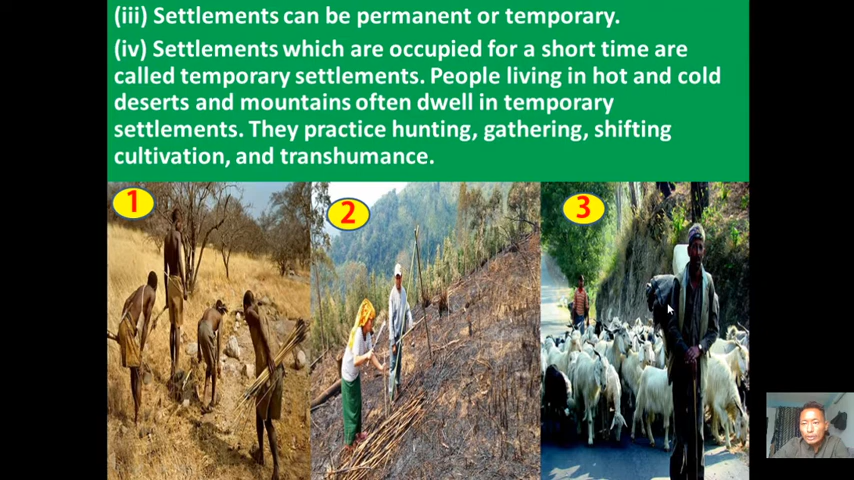 (iii) Settlements can be permanent or temporary.
(iv) Settlements which are occupied for a short time are
called temporary settlements. People living in hot and cold
deserts and mountains often dwell in temporary
settlements. They practice hunting, gathering, shifting
cultivation, and transhumance.
1
2
3